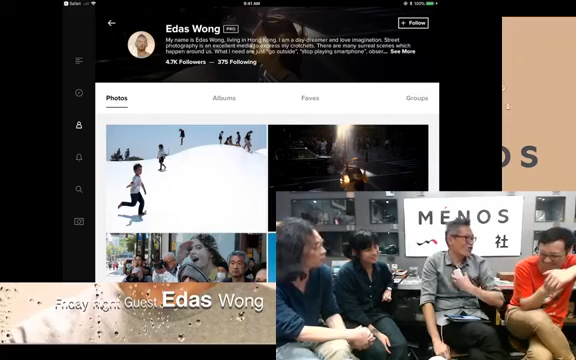 Safari
9:41 AM
100%
Edas Wong PRO
+ Follow
My name is Edas Wong, living in Hong Kong. I am a day-dreamer and love imagination. Street
photography is an excellent media to express my crotchets. There are many surreal scenes which
happen around us. What I need are just "go outside", "stop playing smartphone", obser... See More
4.7K Followers — 375 Following
Photos
Albums
Faves
Groups
OS
MÉNOS
社
Friday Night Guest : Edas Wong